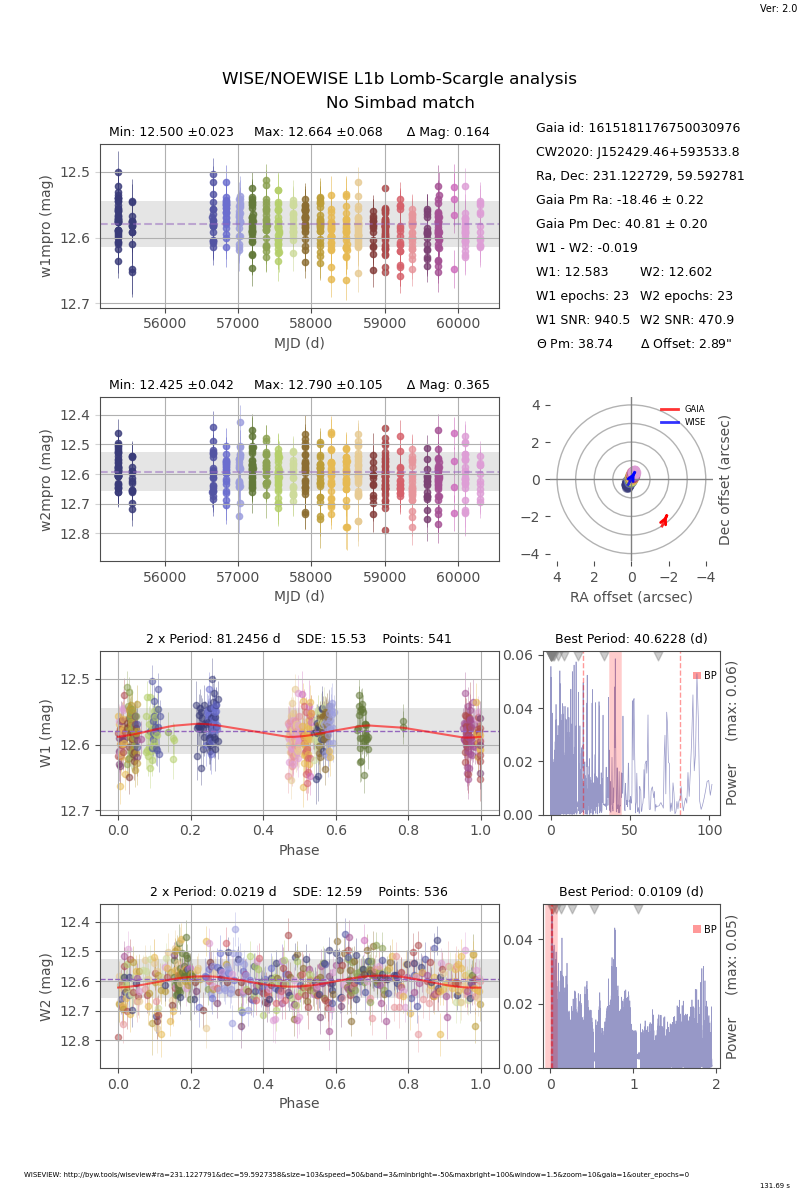 Ver: 2.0
WISE/NOEWISE L1b Lomb-Scargle analysis
No Simbad match
Min: 12.500 ±0.023 Max: 12.664 ±0.068 Δ Mag: 0.164
12.5
12.6
12.7
w1mpro (mag)
56000 57000 58000 59000 60000
MJD (d)
Gaia id: 1615181176750030976
CW2020: J152429.46+593533.8
Ra, Dec: 231.122729, 59.592781
Gaia Pm Ra: -18.46 ± 0.22
Gaia Pm Dec: 40.81 ± 0.20
W1 - W2: -0.019
W1: 12.583 W2: 12.602
W1 epochs: 23 W2 epochs: 23
W1 SNR: 940.5 W2 SNR: 470.9
Θ Pm: 38.74 Δ Offset: 2.89"
Min: 12.425 ±0.042 Max: 12.790 ±0.105 Δ Mag: 0.365
12.4
12.5
12.6
12.7
12.8
w2mpro (mag)
56000 57000 58000 59000 60000
MJD (d)
GAIA
WISE
4
2
0
−2
−4
Dec offset (arcsec)
4 2 0 −2 −4
RA offset (arcsec)
2 x Period: 81.2456 d SDE: 15.53 Points: 541
12.5
12.6
12.7
W1 (mag)
0.0 0.2 0.4 0.6 0.8 1.0
Phase
Best Period: 40.6228 (d)
BP
0.06
0.04
0.02
0.00
Power (max: 0.06)
0 50 100
2 x Period: 0.0219 d SDE: 12.59 Points: 536
12.4
12.5
12.6
12.7
12.8
W2 (mag)
0.0 0.2 0.4 0.6 0.8 1.0
Phase
Best Period: 0.0109 (d)
BP
0.04
0.02
0.00
Power (max: 0.05)
0 1 2
WISEVIEW: http://byw.tools/wiseview#ra=231.1227791&dec=59.5927358&size=103&speed=50&band=3&minbright=-50&maxbright=100&window=1.5&zoom=10&gaia=1&outer_epochs=0
131.69 s